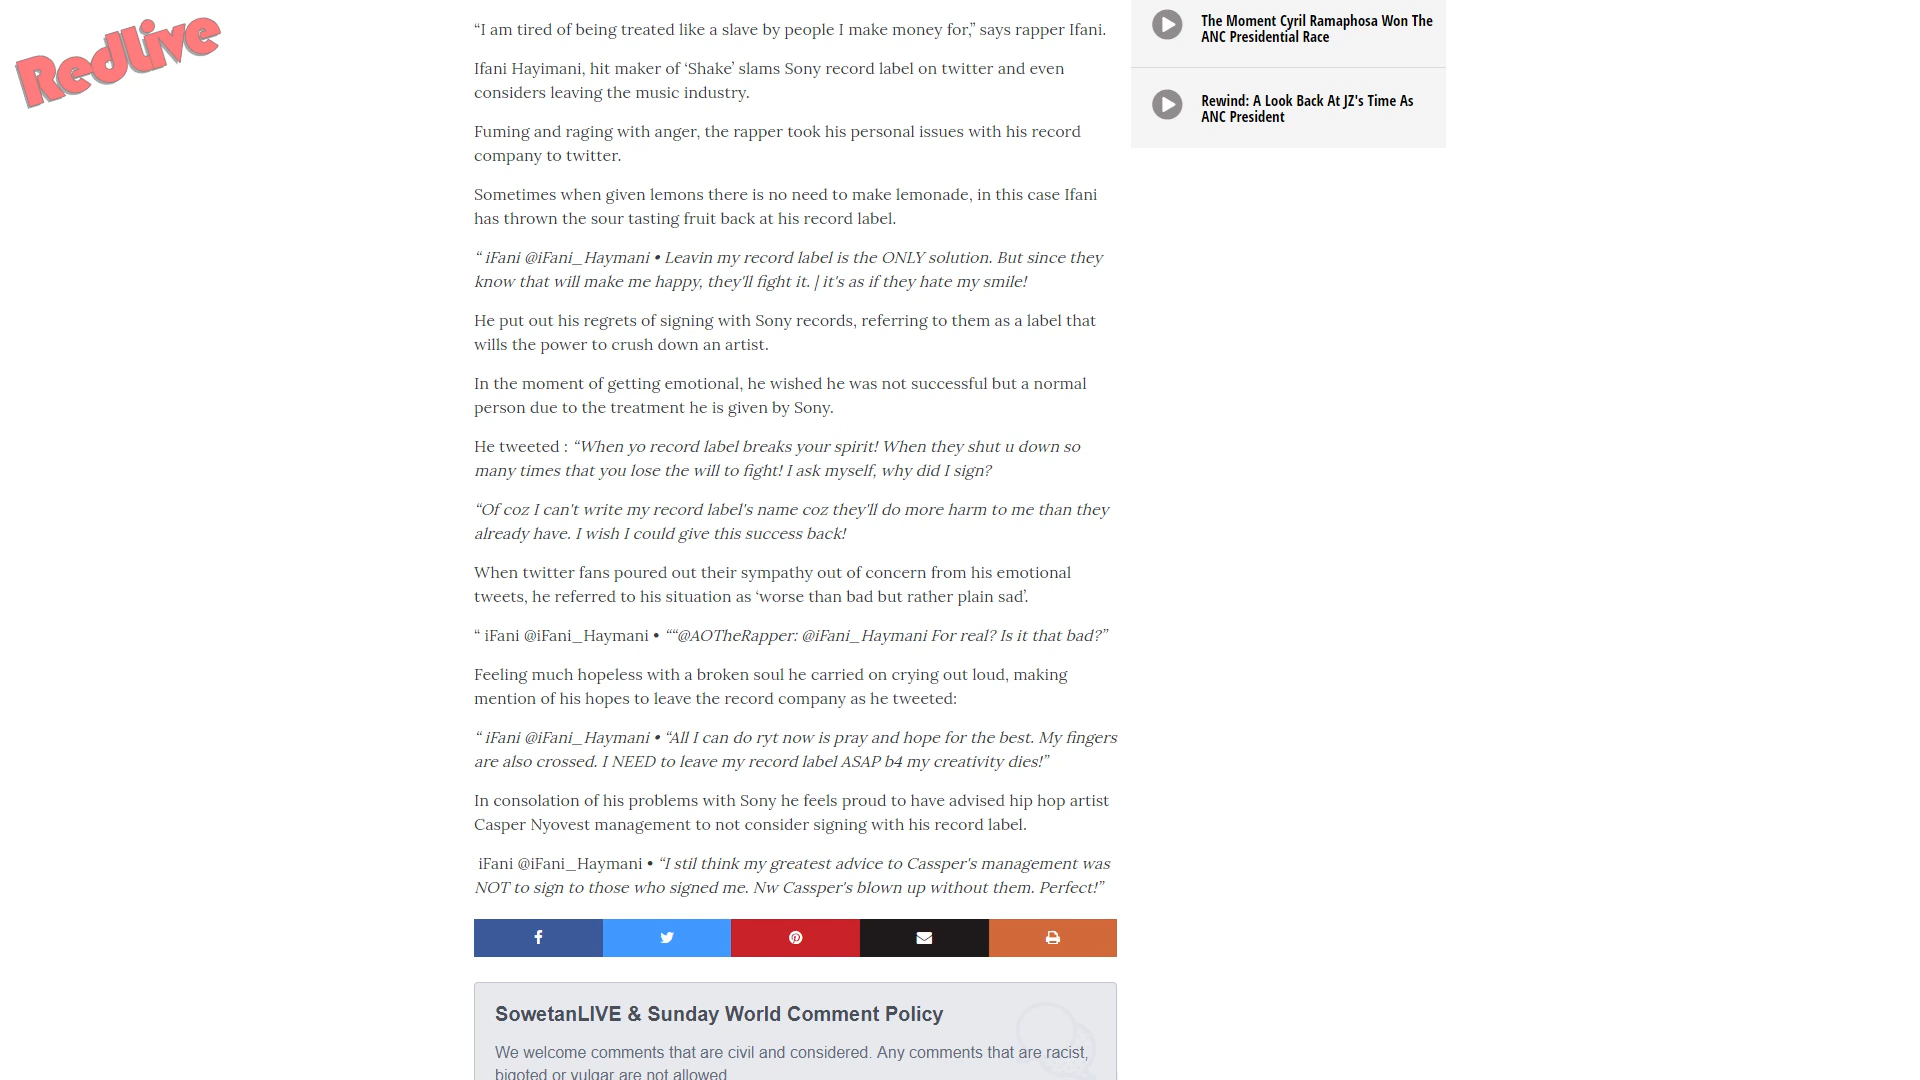 Redlive
“I am tired of being treated like a slave by people I make money for,” says rapper Ifani.
Ifani Hayimani, hit maker of ‘Shake’ slams Sony record label on twitter and even
considers leaving the music industry.
Fuming and raging with anger, the rapper took his personal issues with his record
company to twitter.
Sometimes when given lemons there is no need to make lemonade, in this case Ifani
has thrown the sour tasting fruit back at his record label.
“ iFani @iFani_Haymani • Leavin my record label is the ONLY solution. But since they
know that will make me happy, they'll fight it. | it's as if they hate my smile!
He put out his regrets of signing with Sony records, referring to them as a label that
wills the power to crush down an artist.
In the moment of getting emotional, he wished he was not successful but a normal
person due to the treatment he is given by Sony.
He tweeted : “When yo record label breaks your spirit! When they shut u down so
many times that you lose the will to fight! I ask myself, why did I sign?
“Of coz I can't write my record label's name coz they'll do more harm to me than they
already have. I wish I could give this success back!
When twitter fans poured out their sympathy out of concern from his emotional
tweets, he referred to his situation as ‘worse than bad but rather plain sad’.
“ iFani @iFani_Haymani • ““@AOTheRapper: @iFani_Haymani For real? Is it that bad?”
Feeling much hopeless with a broken soul he carried on crying out loud, making
mention of his hopes to leave the record company as he tweeted:
“ iFani @iFani_Haymani • “All I can do ryt now is pray and hope for the best. My fingers
are also crossed. I NEED to leave my record label ASAP b4 my creativity dies!”
In consolation of his problems with Sony he feels proud to have advised hip hop artist
Casper Nyovest management to not consider signing with his record label.
iFani @iFani_Haymani • “I stil think my greatest advice to Cassper's management was
NOT to sign to those who signed me. Nw Cassper's blown up without them. Perfect!”
SowetanLIVE & Sunday World Comment Policy
We welcome comments that are civil and considered. Any comments that are racist,
bigoted or vulgar are not allowed
The Moment Cyril Ramaphosa Won The
ANC Presidential Race
Rewind: A Look Back At JZ's Time As
ANC President